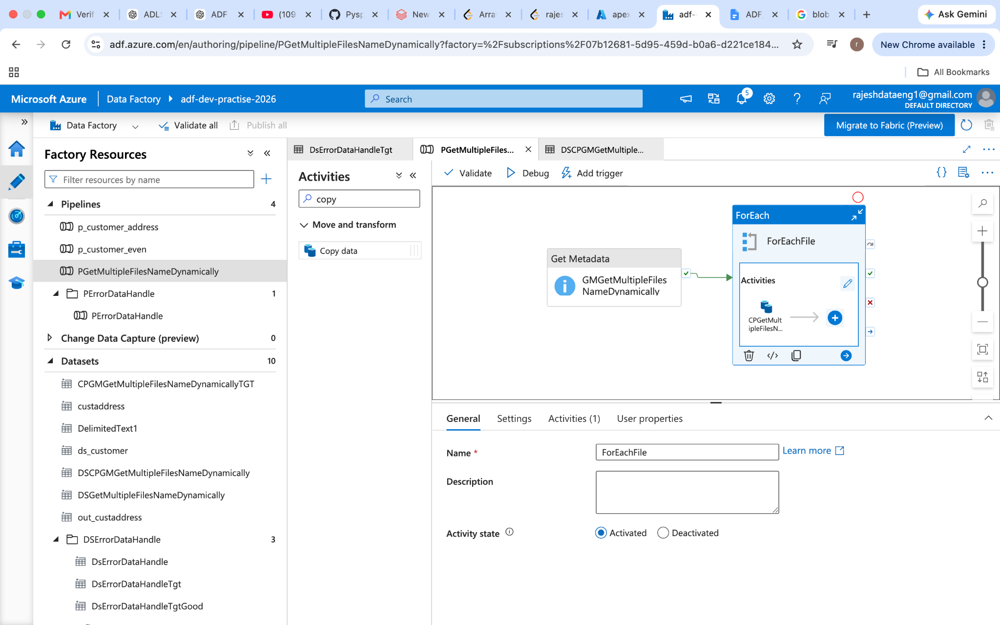 Verif
ADLS
ADF
(109
Pysp
New
Arra
rajes
apex
adf-
ADF_
blob
Ask Gemini
adf.azure.com/en/authoring/pipeline/PGetMultipleFilesNameDynamically?factory=%2Fsubscriptions%2F07b12681-5d95-459d-b0a6-d221ce184...
r
New Chrome available
All Bookmarks
Microsoft Azure
Data Factory
adf-dev-practise-2026
Search
5
rajeshdataeng1@gmail.com
DEFAULT DIRECTORY
Data Factory
Validate all
Publish all
Migrate to Fabric (Preview)
Factory Resources
Filter resources by name
Pipelines 4
p_customer_address
p_customer_even
PGetMultipleFilesNameDynamically
PErrorDataHandle 1
PErrorDataHandle
Change Data Capture (preview) 0
Datasets 10
CPGMGetMultipleFilesNameDynamicallyTGT
custaddress
DelimitedText1
ds_customer
DSCPGMGetMultipleFilesNameDynamically
DSGetMultipleFilesNameDynamically
out_custaddress
DSErrorDataHandle 3
DsErrorDataHandle
DsErrorDataHandleTgt
DsErrorDataHandleTgtGood
DsErrorDataHandleTgt
PGetMultipleFiles...
DSCPGMGetMultiple...
Activities
copy
Move and transform
Copy data
Validate
Debug
Add trigger
Get Metadata
GMGetMultipleFiles
NameDynamically
ForEach
ForEachFile
Activities
CPGetMult
ipleFilesN...
General
Settings
Activities (1)
User properties
Name *
ForEachFile
Learn more
Description
Activity state
Activated
Deactivated